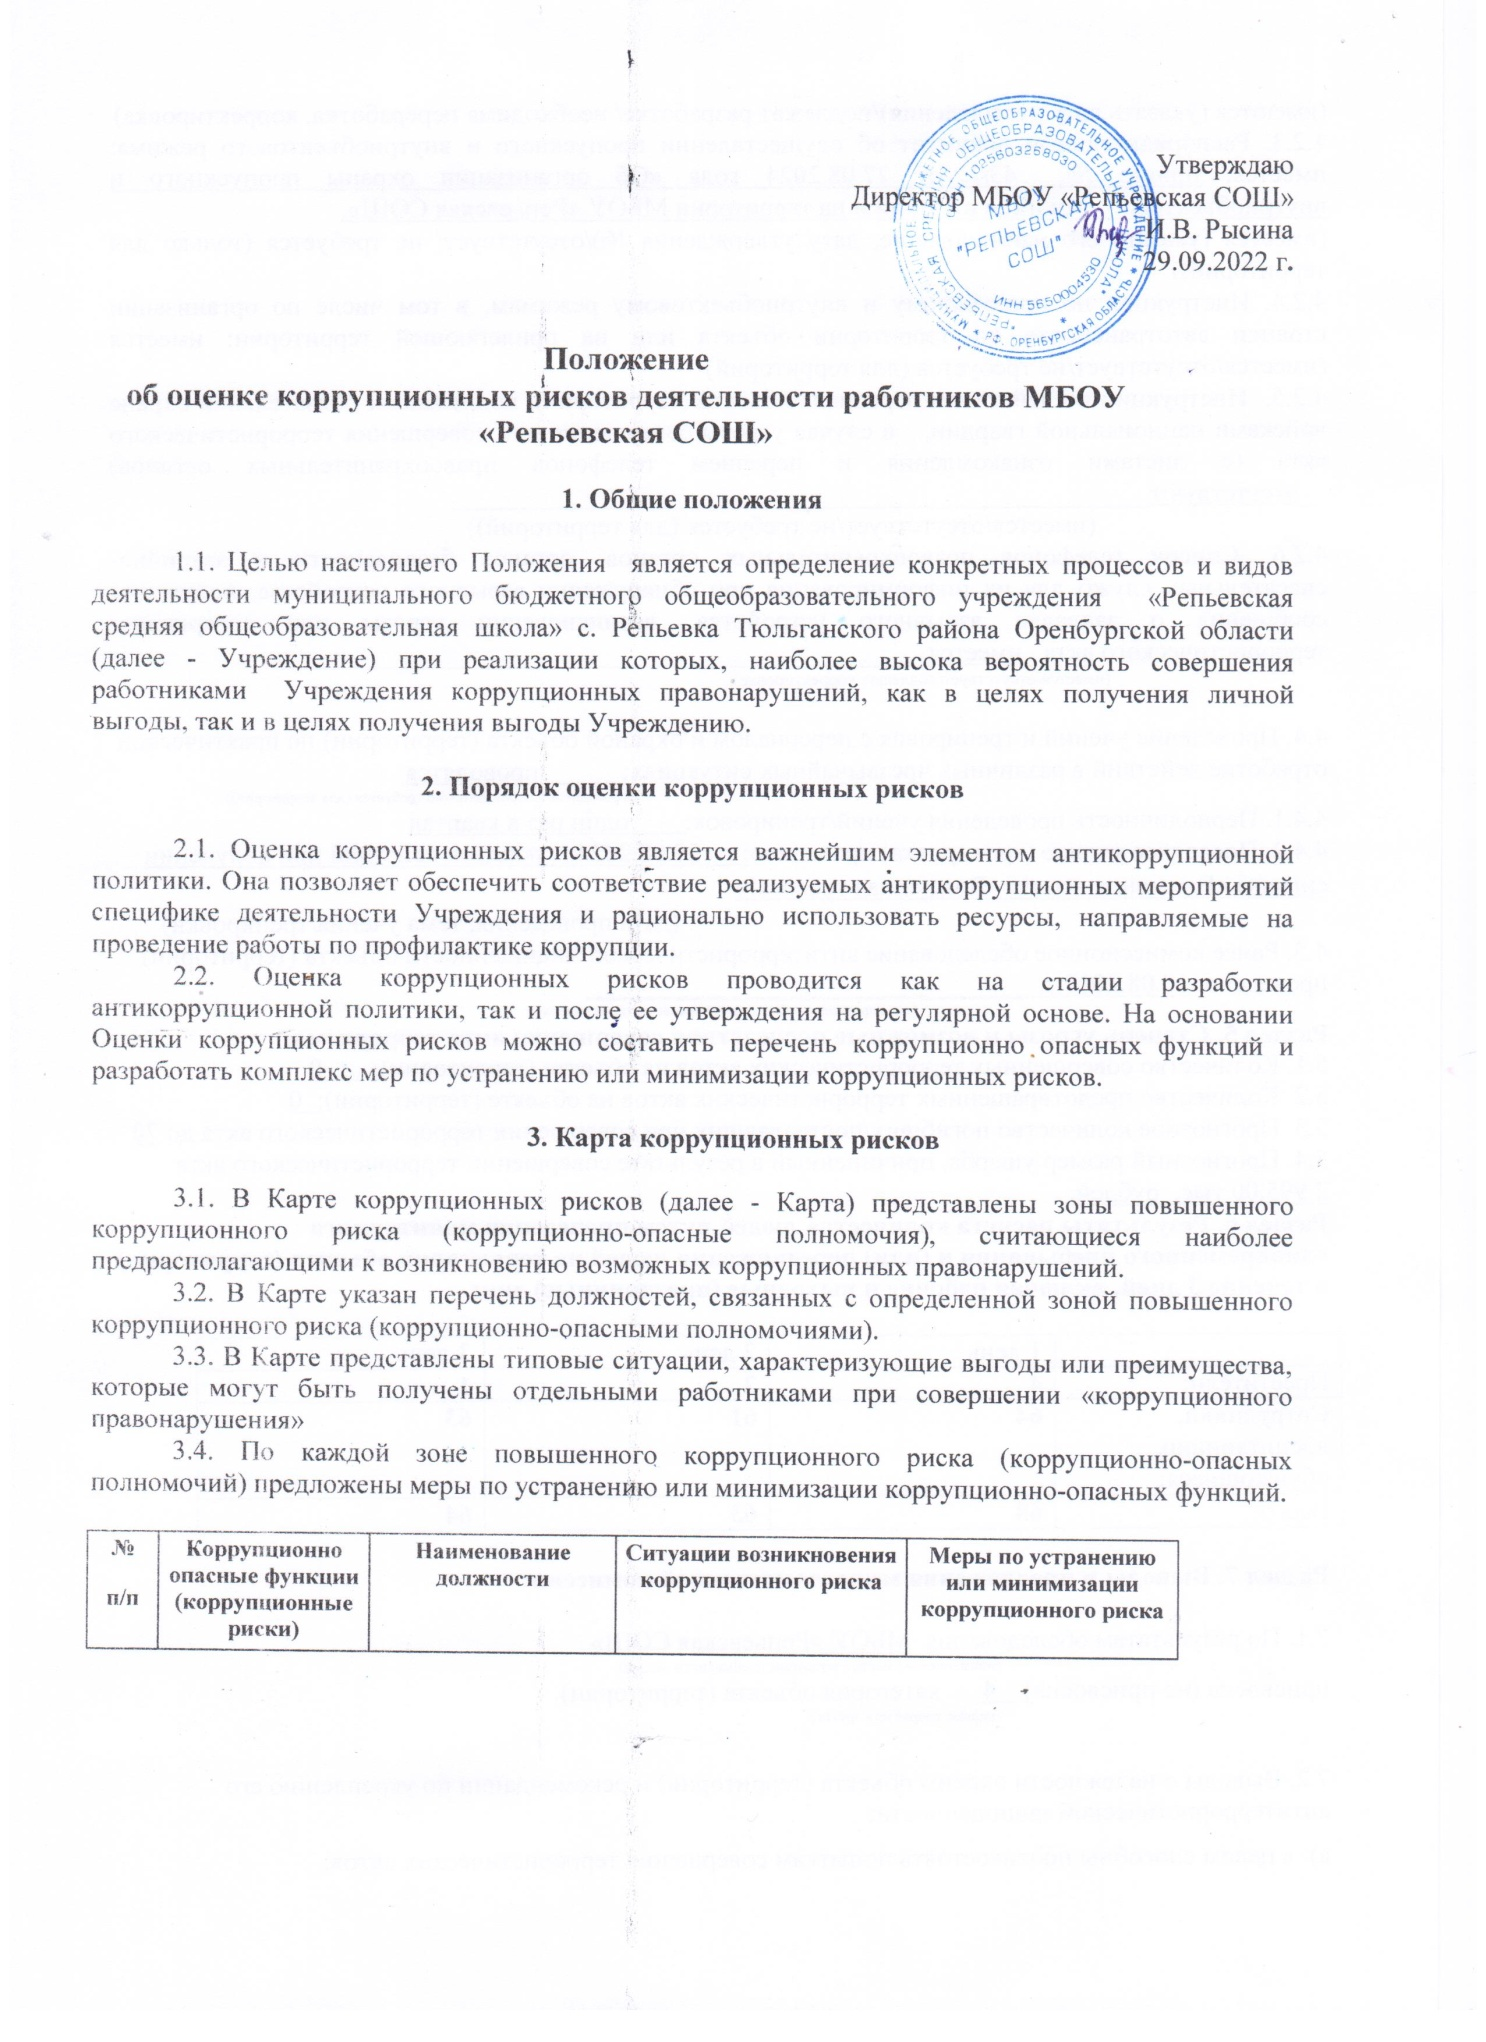 Утверждаю
Директор МБОУ «Репьевская СОШ»
И.В. Рысина
29.09.2022 г.
МБОУ
"РЕПЬЕВСКАЯ
СОШ"
ИНН 5650004530
ОГРН 1025603268030
Положение
об оценке коррупционных рисков деятельности работников МБОУ
«Репьевская СОШ»
1. Общие положения
1.1. Целью настоящего Положения является определение конкретных процессов и видов
деятельности муниципального бюджетного общеобразовательного учреждения «Репьевская
средняя общеобразовательная школа» с. Репьевка Тюльганского района Оренбургской области
(далее - Учреждение) при реализации которых, наиболее высока вероятность совершения
работниками Учреждения коррупционных правонарушений, как в целях получения личной
выгоды, так и в целях получения выгоды Учреждению.
2. Порядок оценки коррупционных рисков
2.1. Оценка коррупционных рисков является важнейшим элементом антикоррупционной
политики. Она позволяет обеспечить соответствие реализуемых антикоррупционных мероприятий
специфике деятельности Учреждения и рационально использовать ресурсы, направляемые на
проведение работы по профилактике коррупции.
2.2. Оценка коррупционных рисков проводится как на стадии разработки
антикоррупционной политики, так и после ее утверждения на регулярной основе. На основании
Оценки коррупционных рисков можно составить перечень коррупционно опасных функций и
разработать комплекс мер по устранению или минимизации коррупционных рисков.
3. Карта коррупционных рисков
3.1. В Карте коррупционных рисков (далее - Карта) представлены зоны повышенного
коррупционного риска (коррупционно-опасные полномочия), считающиеся наиболее
предрасполагающими к возникновению возможных коррупционных правонарушений.
3.2. В Карте указан перечень должностей, связанных с определенной зоной повышенного
коррупционного риска (коррупционно-опасными полномочиями).
3.3. В Карте представлены типовые ситуации, характеризующие выгоды или преимущества,
которые могут быть получены отдельными работниками при совершении «коррупционного
правонарушения»
3.4. По каждой зоне повышенного коррупционного риска (коррупционно-опасных
полномочий) предложены меры по устранению или минимизации коррупционно-опасных функций.
№
п/п
Коррупционно
опасные функции
(коррупционные
риски)
Наименование
должности
Ситуации возникновения
коррупционного риска
Меры по устранению
или минимизации
коррупционного риска